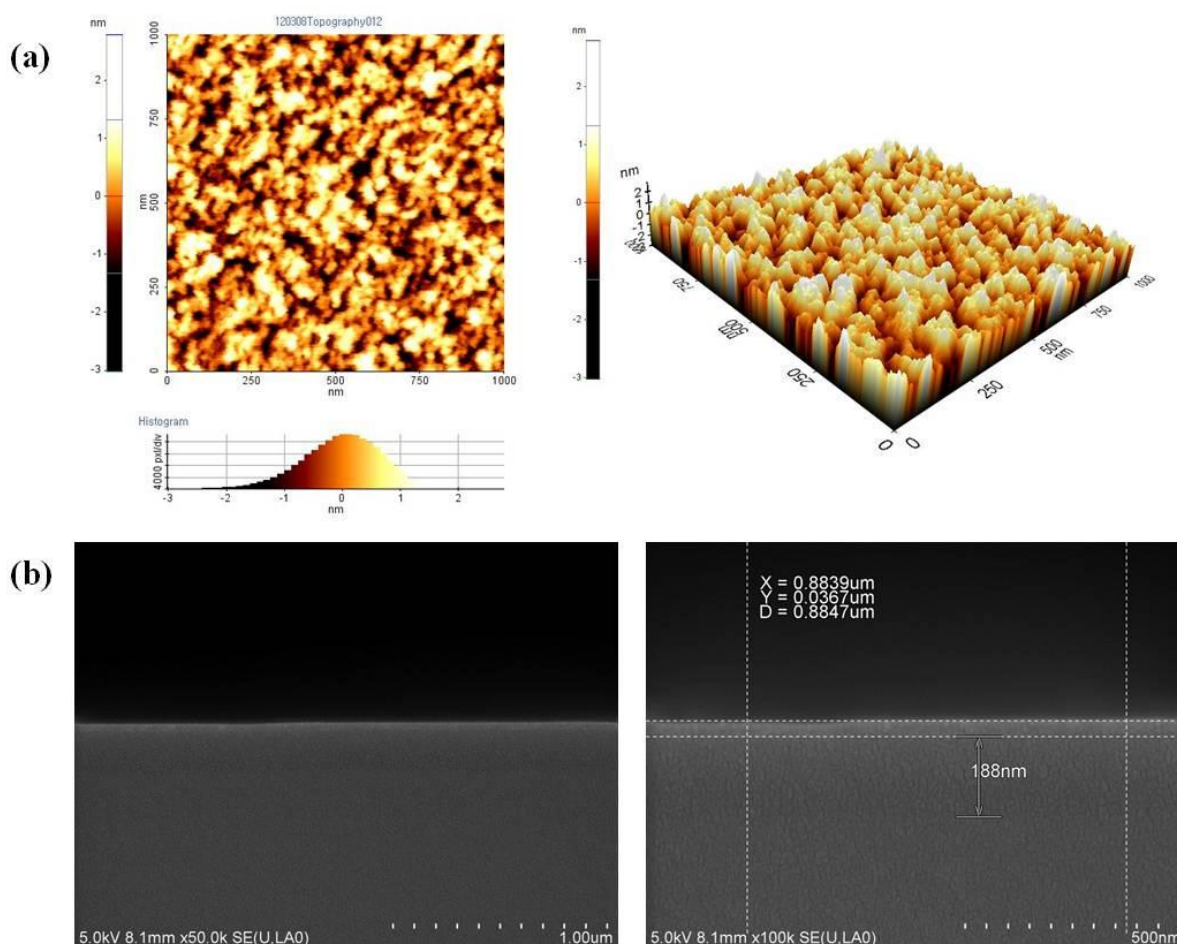 (a)
120308Topography012
nm
2
1
0
-1
-2
-3
1000
750
500
nm
250
0
0 250 500 750 1000
nm
nm
2
1
0
-1
-2
-3
nm
2
1
0
-1
-2
750
500
nm
250
0
0
250
500
nm
750
1000
Histogram
4000 pxl/div
-3 -2 -1 0 1 2
nm
(b)
5.0kV 8.1mm x50.0k SE(U,LA0)
1.00um
X = 0.8839um
Y = 0.0367um
D = 0.8847um
188nm
5.0kV 8.1mm x100k SE(U,LA0)
500nm